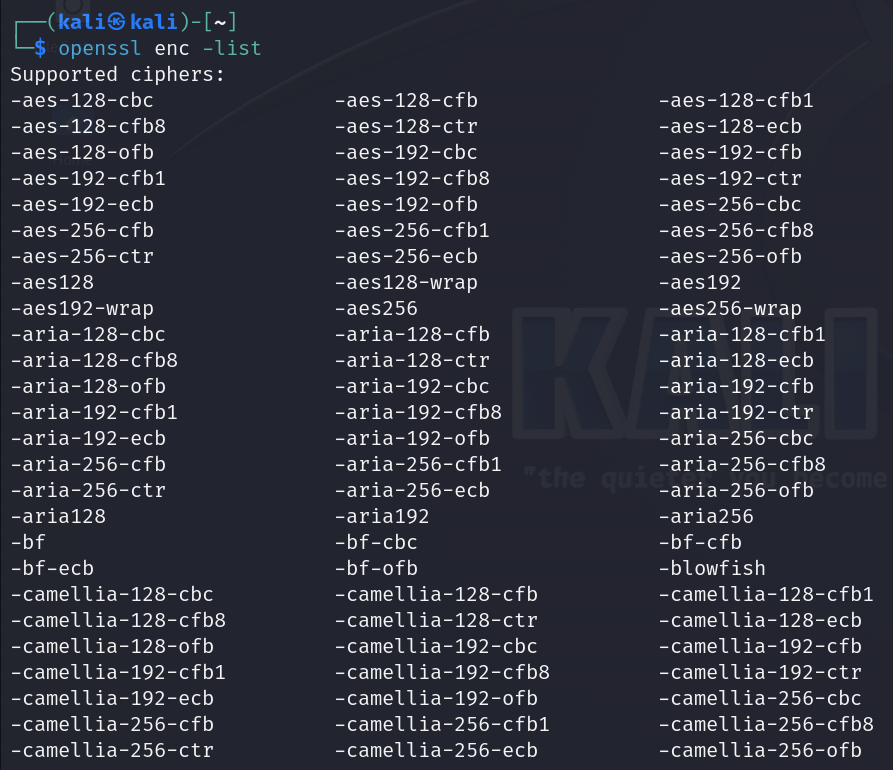 ┌──(kali㉿kali)-[~]
└─$ openssl enc -list
Supported ciphers:
-aes-128-cbc -aes-128-cfb -aes-128-cfb1
-aes-128-cfb8 -aes-128-ctr -aes-128-ecb
-aes-128-ofb -aes-192-cbc -aes-192-cfb
-aes-192-cfb1 -aes-192-cfb8 -aes-192-ctr
-aes-192-ecb -aes-192-ofb -aes-256-cbc
-aes-256-cfb -aes-256-cfb1 -aes-256-cfb8
-aes-256-ctr -aes-256-ecb -aes-256-ofb
-aes128 -aes128-wrap -aes192
-aes192-wrap -aes256 -aes256-wrap
-aria-128-cbc -aria-128-cfb -aria-128-cfb1
-aria-128-cfb8 -aria-128-ctr -aria-128-ecb
-aria-128-ofb -aria-192-cbc -aria-192-cfb
-aria-192-cfb1 -aria-192-cfb8 -aria-192-ctr
-aria-192-ecb -aria-192-ofb -aria-256-cbc
-aria-256-cfb -aria-256-cfb1 -aria-256-cfb8
-aria-256-ctr -aria-256-ecb -aria-256-ofb
-aria128 -aria192 -aria256
-bf -bf-cbc -bf-cfb
-bf-ecb -bf-ofb -blowfish
-camellia-128-cbc -camellia-128-cfb -camellia-128-cfb1
-camellia-128-cfb8 -camellia-128-ctr -camellia-128-ecb
-camellia-128-ofb -camellia-192-cbc -camellia-192-cfb
-camellia-192-cfb1 -camellia-192-cfb8 -camellia-192-ctr
-camellia-192-ecb -camellia-192-ofb -camellia-256-cbc
-camellia-256-cfb -camellia-256-cfb1 -camellia-256-cfb8
-camellia-256-ctr -camellia-256-ecb -camellia-256-ofb
KALI
"the quieter you become